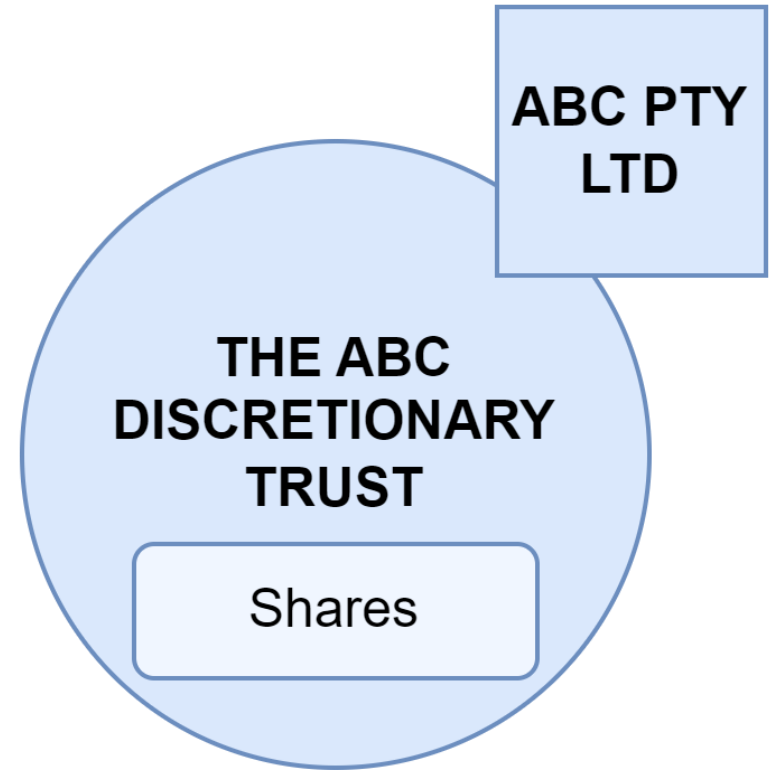 ABC PTY
LTD
THE ABC
DISCRETIONARY
TRUST
Shares